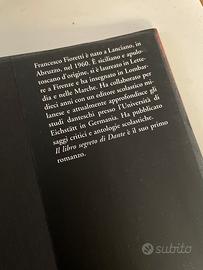 Francesco Fioretti è nato a Lanciano, in
Abruzzo, nel 1960. È siciliano e apulo-
toscano d'origine, si è laureato in Lette-
re a Firenze e ha insegnato in Lombar-
dia e nelle Marche. Ha collaborato per
dieci anni con un editore scolastico mi-
lanese e attualmente approfondisce gli
studi danteschi presso l'Università di
Eichstätt in Germania. Ha pubblicato
saggi critici e antologie scolastiche.
Il libro segreto di Dante è il suo primo
romanzo.
subito